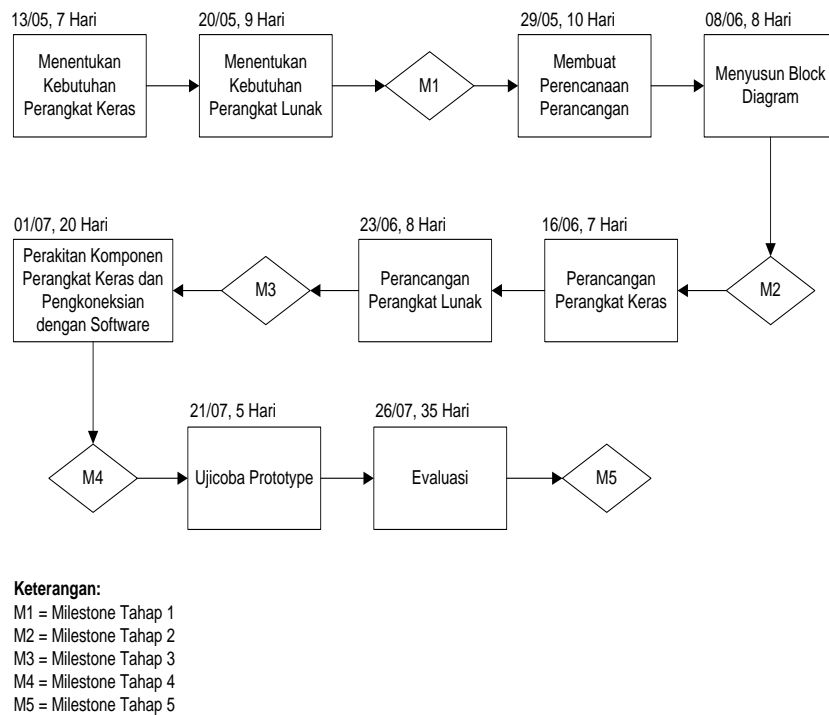 13/05, 7 Hari
20/05, 9 Hari
29/05, 10 Hari
08/06, 8 Hari
Menentukan
Kebutuhan
Perangkat Keras
Menentukan
Kebutuhan
Perangkat Lunak
M1
Membuat
Perencanaan
Perancangan
Menyusun Block
Diagram
01/07, 20 Hari
23/06, 8 Hari
16/06, 7 Hari
Perakitan Komponen
Perangkat Keras dan
Pengkoneksian
dengan Software
M3
Perancangan
Perangkat Lunak
Perancangan
Perangkat Keras
M2
21/07, 5 Hari
26/07, 35 Hari
M4
Ujicoba Prototype
Evaluasi
M5
Keterangan:
M1 = Milestone Tahap 1
M2 = Milestone Tahap 2
M3 = Milestone Tahap 3
M4 = Milestone Tahap 4
M5 = Milestone Tahap 5